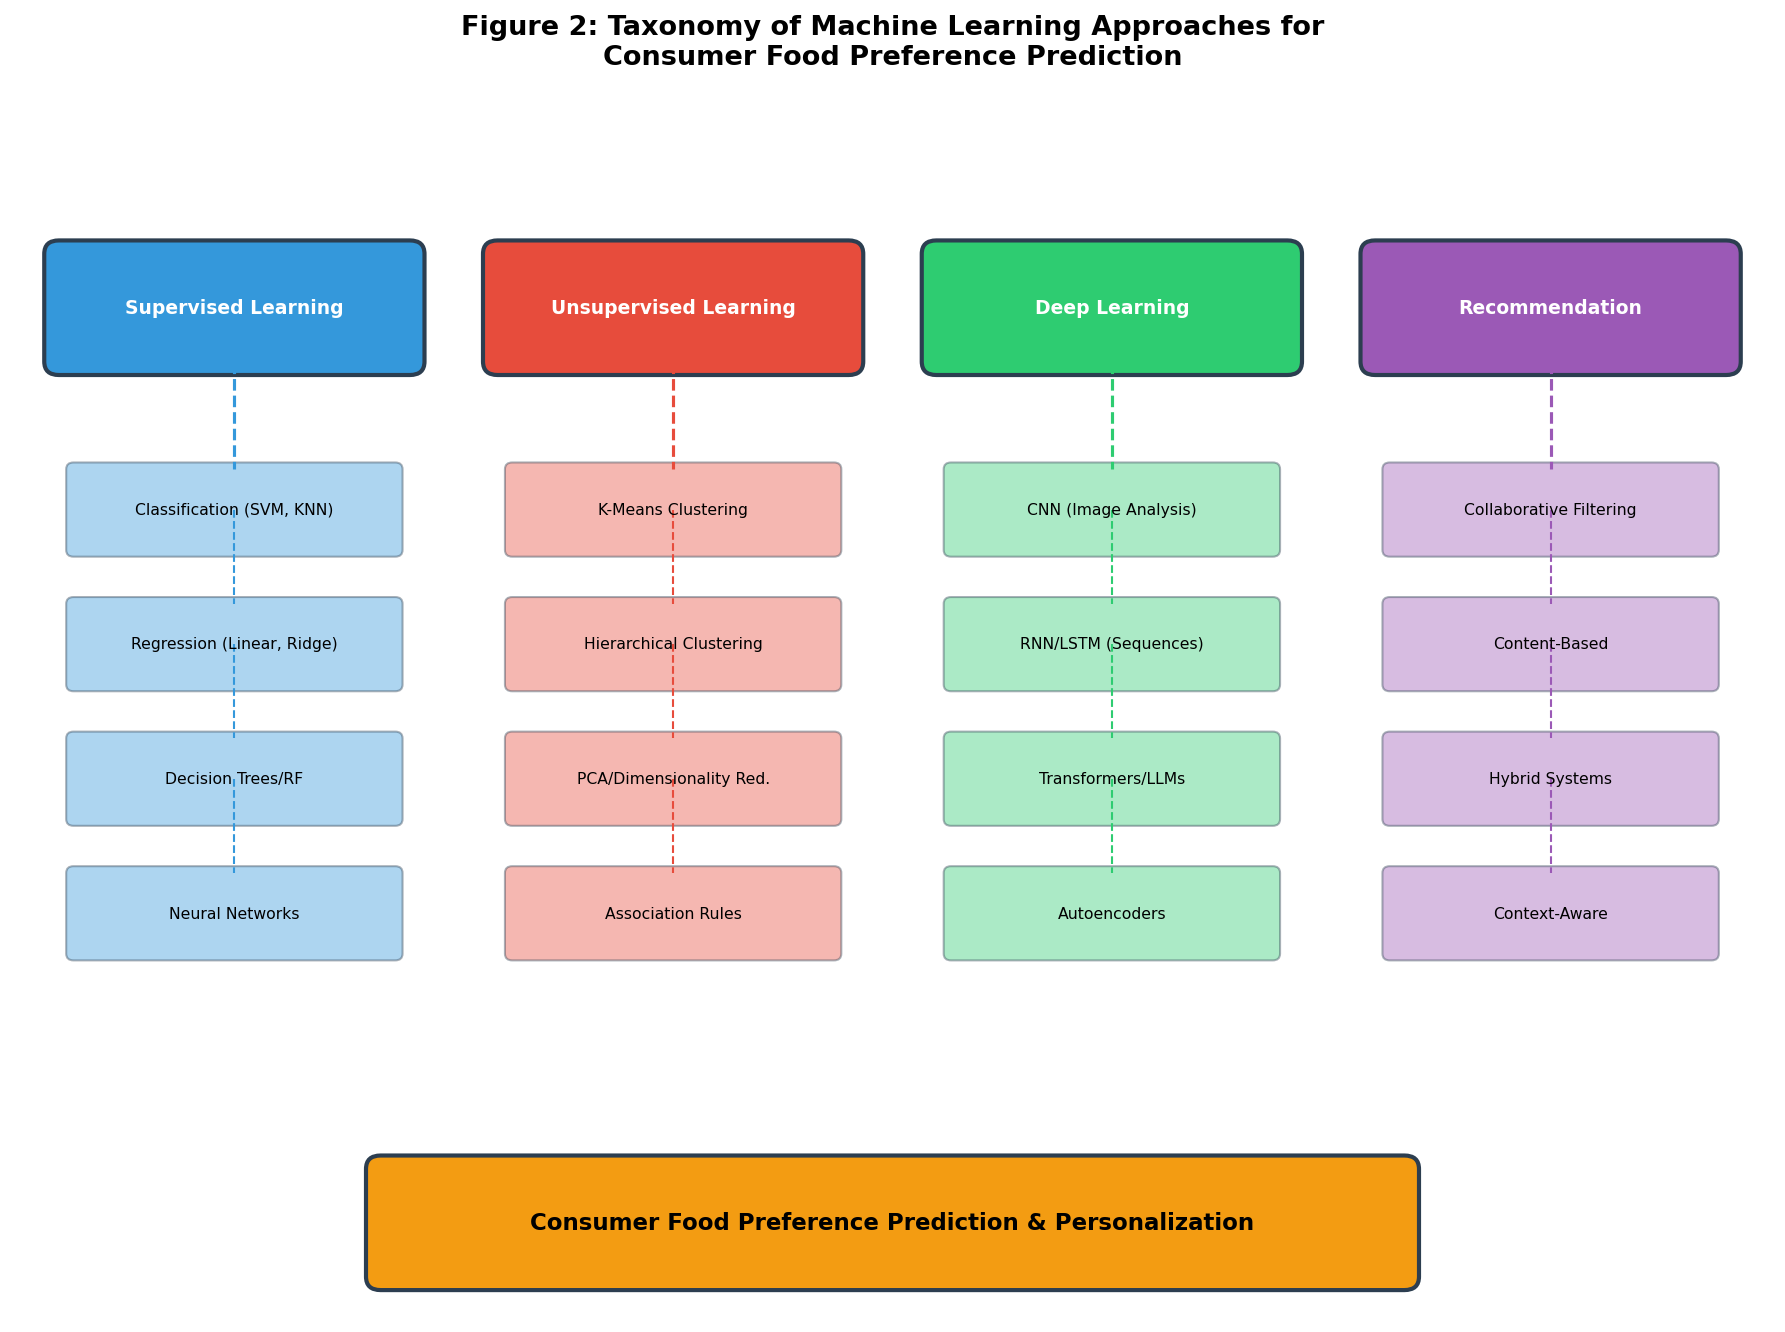 Figure 2: Taxonomy of Machine Learning Approaches for
Consumer Food Preference Prediction
Supervised Learning
Unsupervised Learning
Deep Learning
Recommendation
Classification (SVM, KNN)
K-Means Clustering
CNN (Image Analysis)
Collaborative Filtering
Regression (Linear, Ridge)
Hierarchical Clustering
RNN/LSTM (Sequences)
Content-Based
Decision Trees/RF
PCA/Dimensionality Red.
Transformers/LLMs
Hybrid Systems
Neural Networks
Association Rules
Autoencoders
Context-Aware
Consumer Food Preference Prediction & Personalization